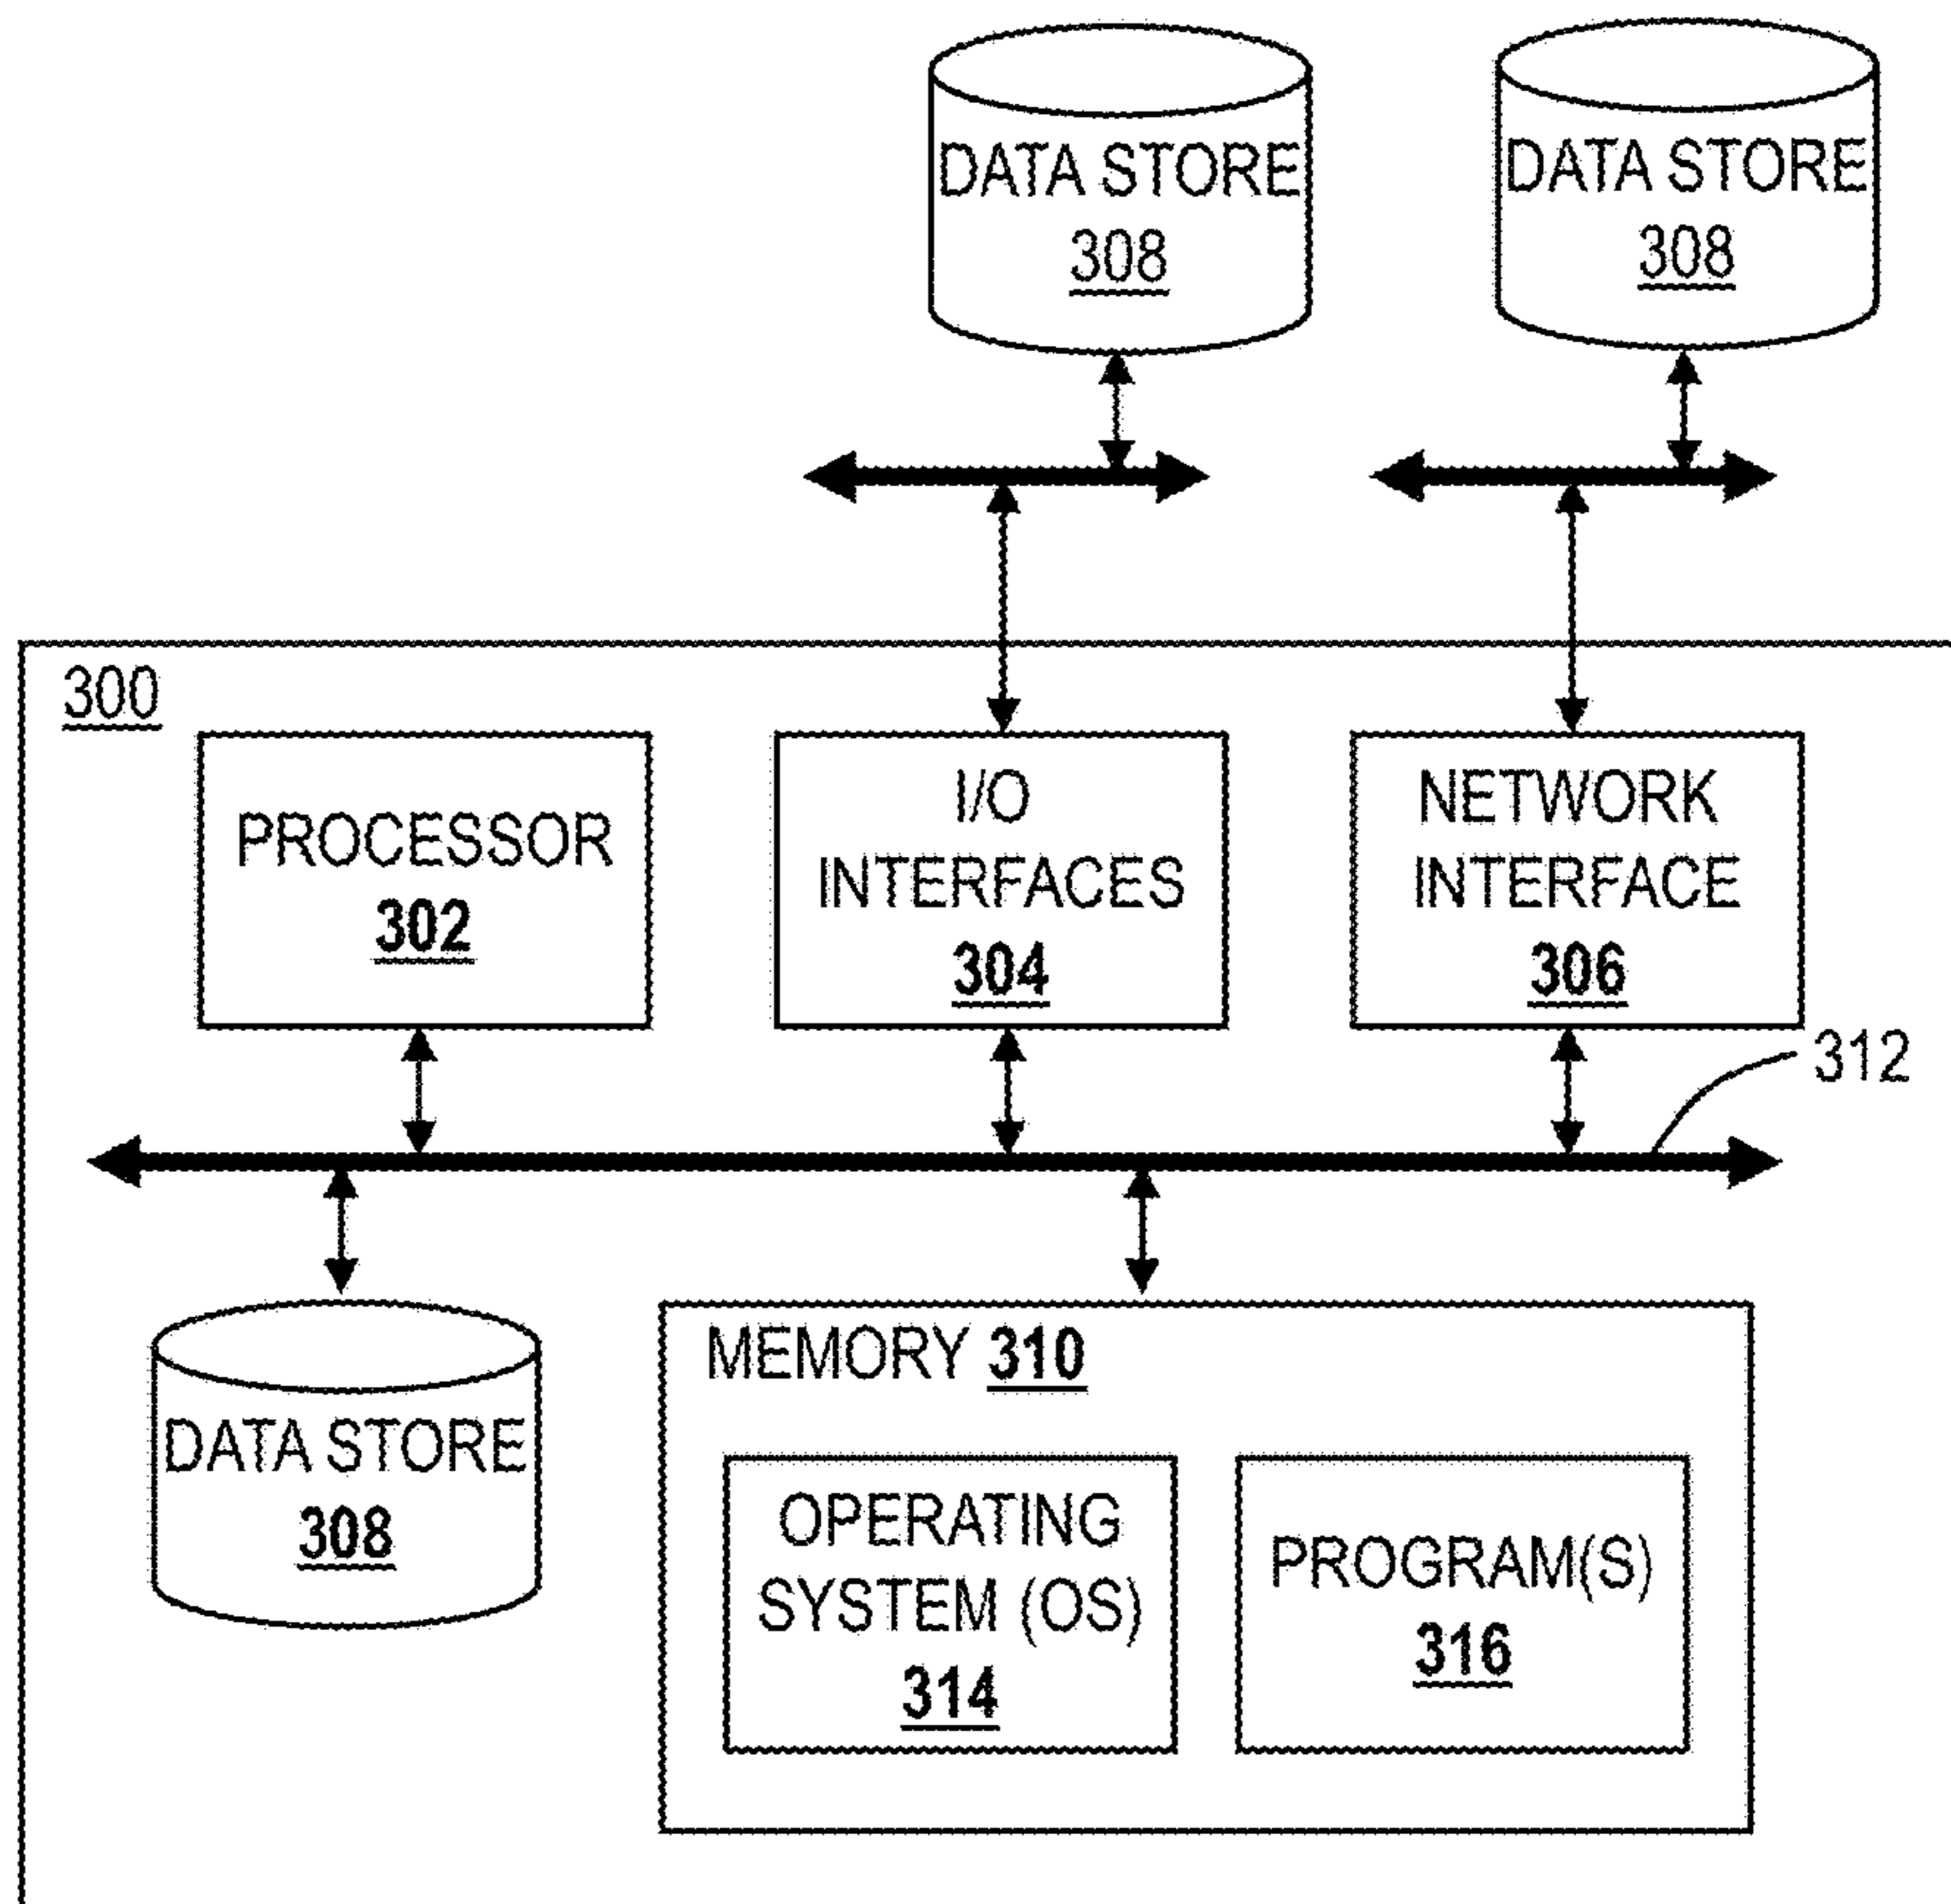 DATA STORE
308
DATA STORE
308
300
PROCESSOR
302
I/O
INTERFACES
304
NETWORK
INTERFACE
306
312
DATA STORE
308
MEMORY 310
OPERATING
SYSTEM (OS)
314
PROGRAM(S)
316